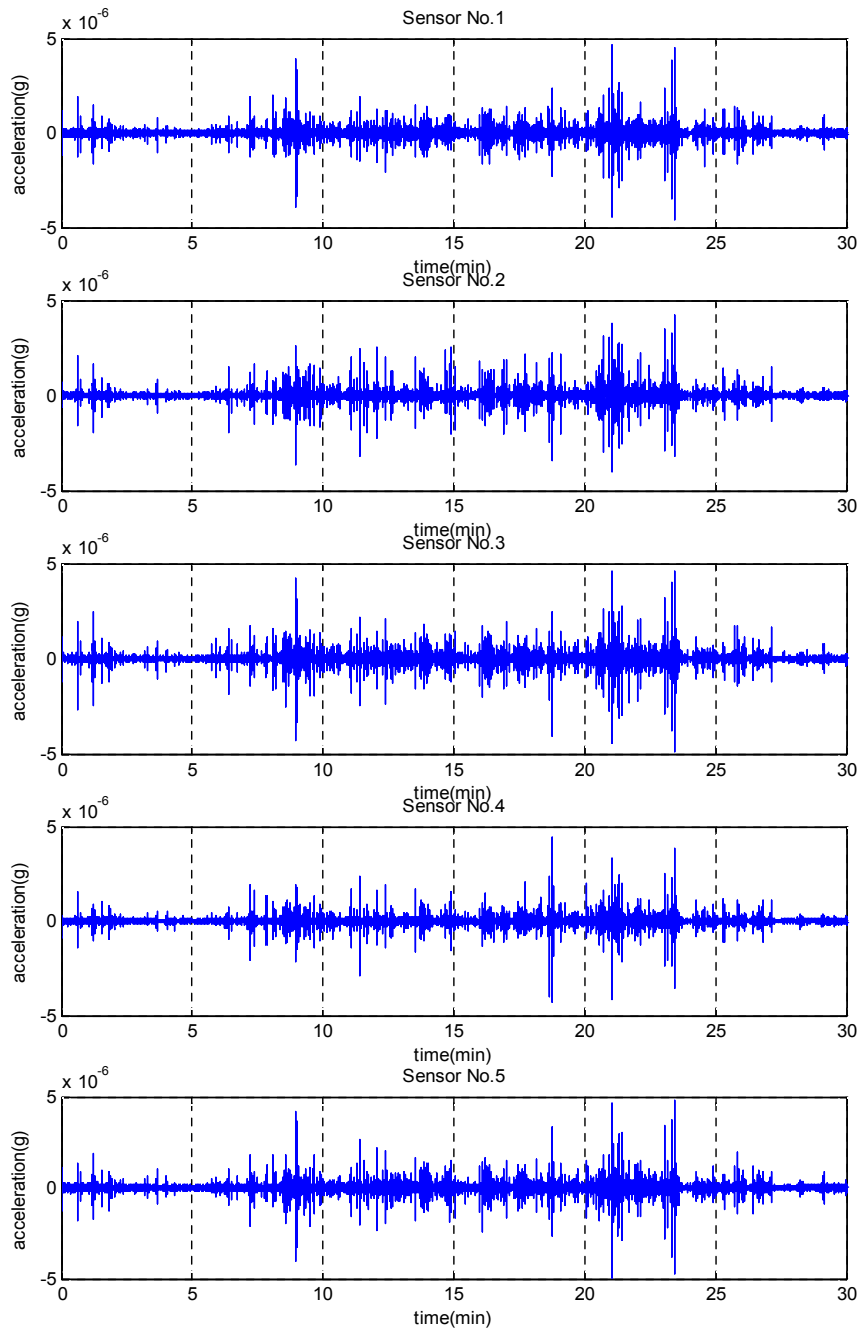 x 10^-6
Sensor No.1
5
0
-5
acceleration(g)
0 5 10 15 20 25 30
time(min)
x 10^-6
Sensor No.2
5
0
-5
acceleration(g)
0 5 10 15 20 25 30
time(min)
x 10^-6
Sensor No.3
5
0
-5
acceleration(g)
0 5 10 15 20 25 30
time(min)
x 10^-6
Sensor No.4
5
0
-5
acceleration(g)
0 5 10 15 20 25 30
time(min)
x 10^-6
Sensor No.5
5
0
-5
acceleration(g)
0 5 10 15 20 25 30
time(min)